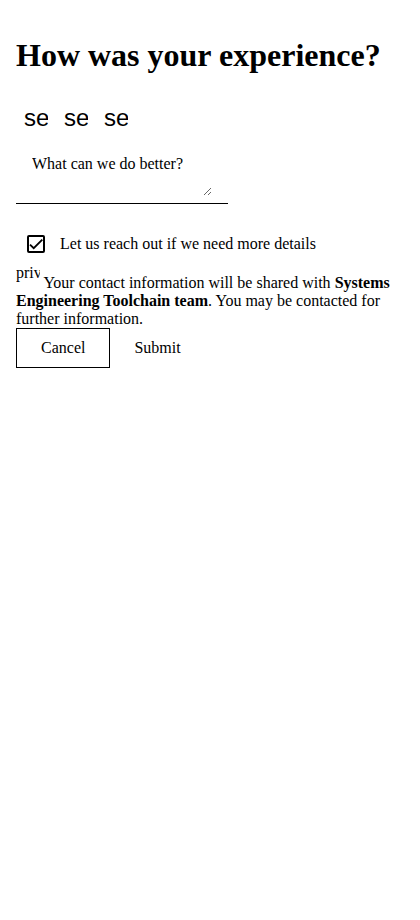 How was your experience?
se se se
What can we do better?
Let us reach out if we need more details
priv Your contact information will be shared with Systems
Engineering Toolchain team. You may be contacted for
further information.
Cancel Submit